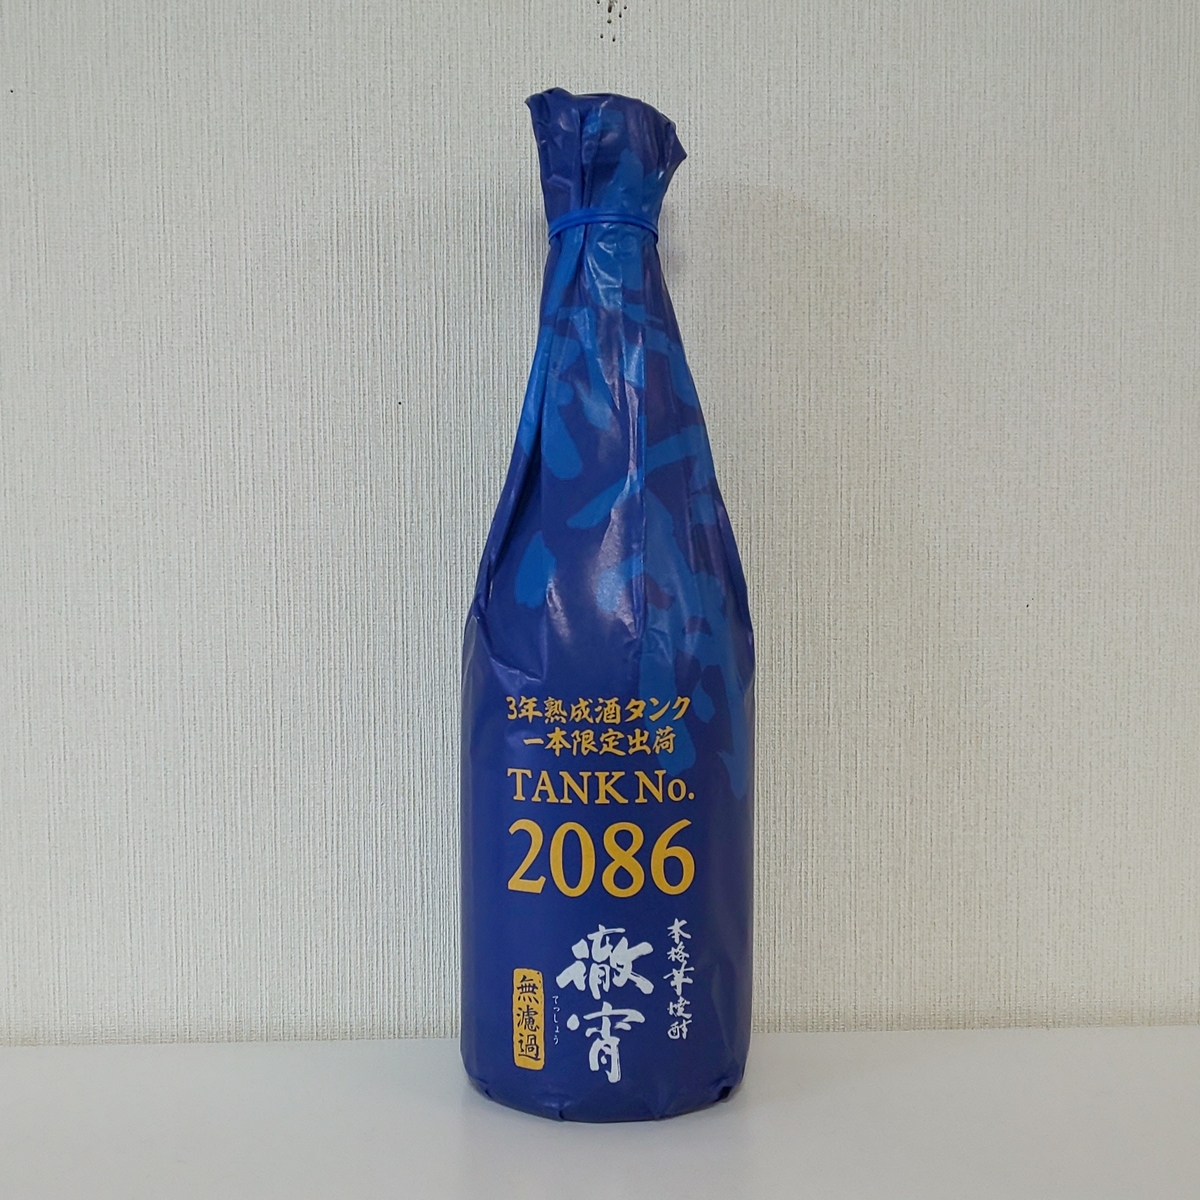 3年熟成酒タンク
一本限定出荷
TANK No.
2086
本格芋焼酎
徹宵
てっしょう
無濾過